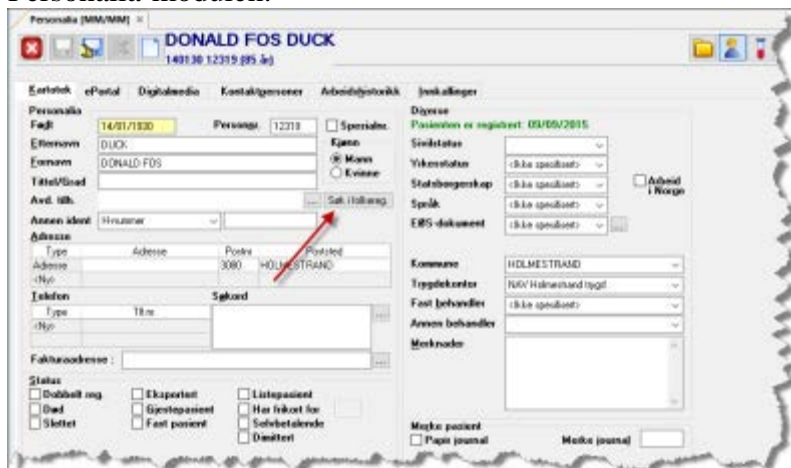 Personalia-modulen.
Personalia [MM/MM]
DONALD FOS DUCK
140130 12319 (85 år)
Kartotek ePortal Digitalmedia Kontaktpersoner Arbeidshistorikk Innkallinger
Personalia
Født 14/01/1930 Personnr. 12319 Spesialnr.
Etternavn DUCK Kjønn
Fornavn DONALD FOS Mann
Kvinne
Tittel/Grad
Avd. tilh. ... Søk i folkereg.
Annen ident H-nummer
Adresse
Type Adresse Postnr Poststed
Adresse 3080 HOLMESTRAND
<Ny>
Telefon Søkord
Type Tlf.nr.
<Ny>
Fakturaadresse :
Status
Dobbelt reg. Eksportert Listepasient
Død Gjestepasient Har frikort for
Slettet Fast pasient Selvbetalende
Dimittert
Diverse
Pasienten er registrert: 09/09/2015
Sivilstatus
Yrkesstatus <Ikke spesifisert>
Statsborgerskap <Ikke spesifisert> Arbeid i Norge
Språk <Ikke spesifisert>
EØS-dokument <Ikke spesifisert> ...
Kommune HOLMESTRAND
Trygdekontor NAV Holmestrand trygd
Fast behandler <Ikke spesifisert>
Annen behandler
Merknader
Merke pasient
Papir journal Merke journal